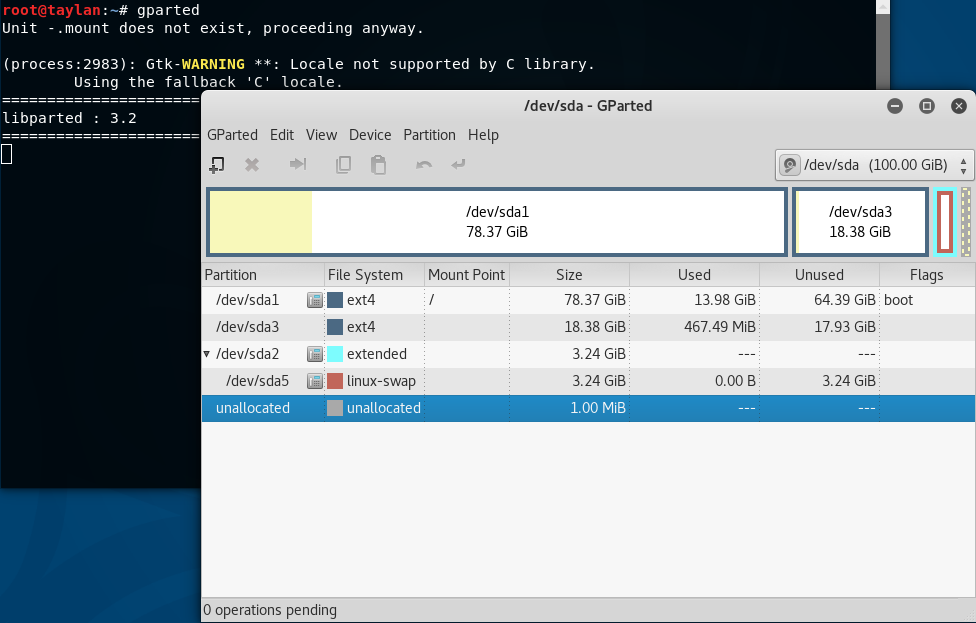 root@taylan:~# gparted
Unit -.mount does not exist, proceeding anyway.
(process:2983): Gtk-WARNING **: Locale not supported by C library.
Using the fallback 'C' locale.
======================
libparted : 3.2
======================
/dev/sda - GParted
GParted Edit View Device Partition Help
/dev/sda (100.00 GiB)
/dev/sda1
78.37 GiB
/dev/sda3
18.38 GiB
Partition File System Mount Point Size Used Unused Flags
/dev/sda1 ext4 / 78.37 GiB 13.98 GiB 64.39 GiB boot
/dev/sda3 ext4 18.38 GiB 467.49 MiB 17.93 GiB
/dev/sda2 extended 3.24 GiB --- ---
/dev/sda5 linux-swap 3.24 GiB 0.00 B 3.24 GiB
unallocated unallocated 1.00 MiB --- ---
0 operations pending